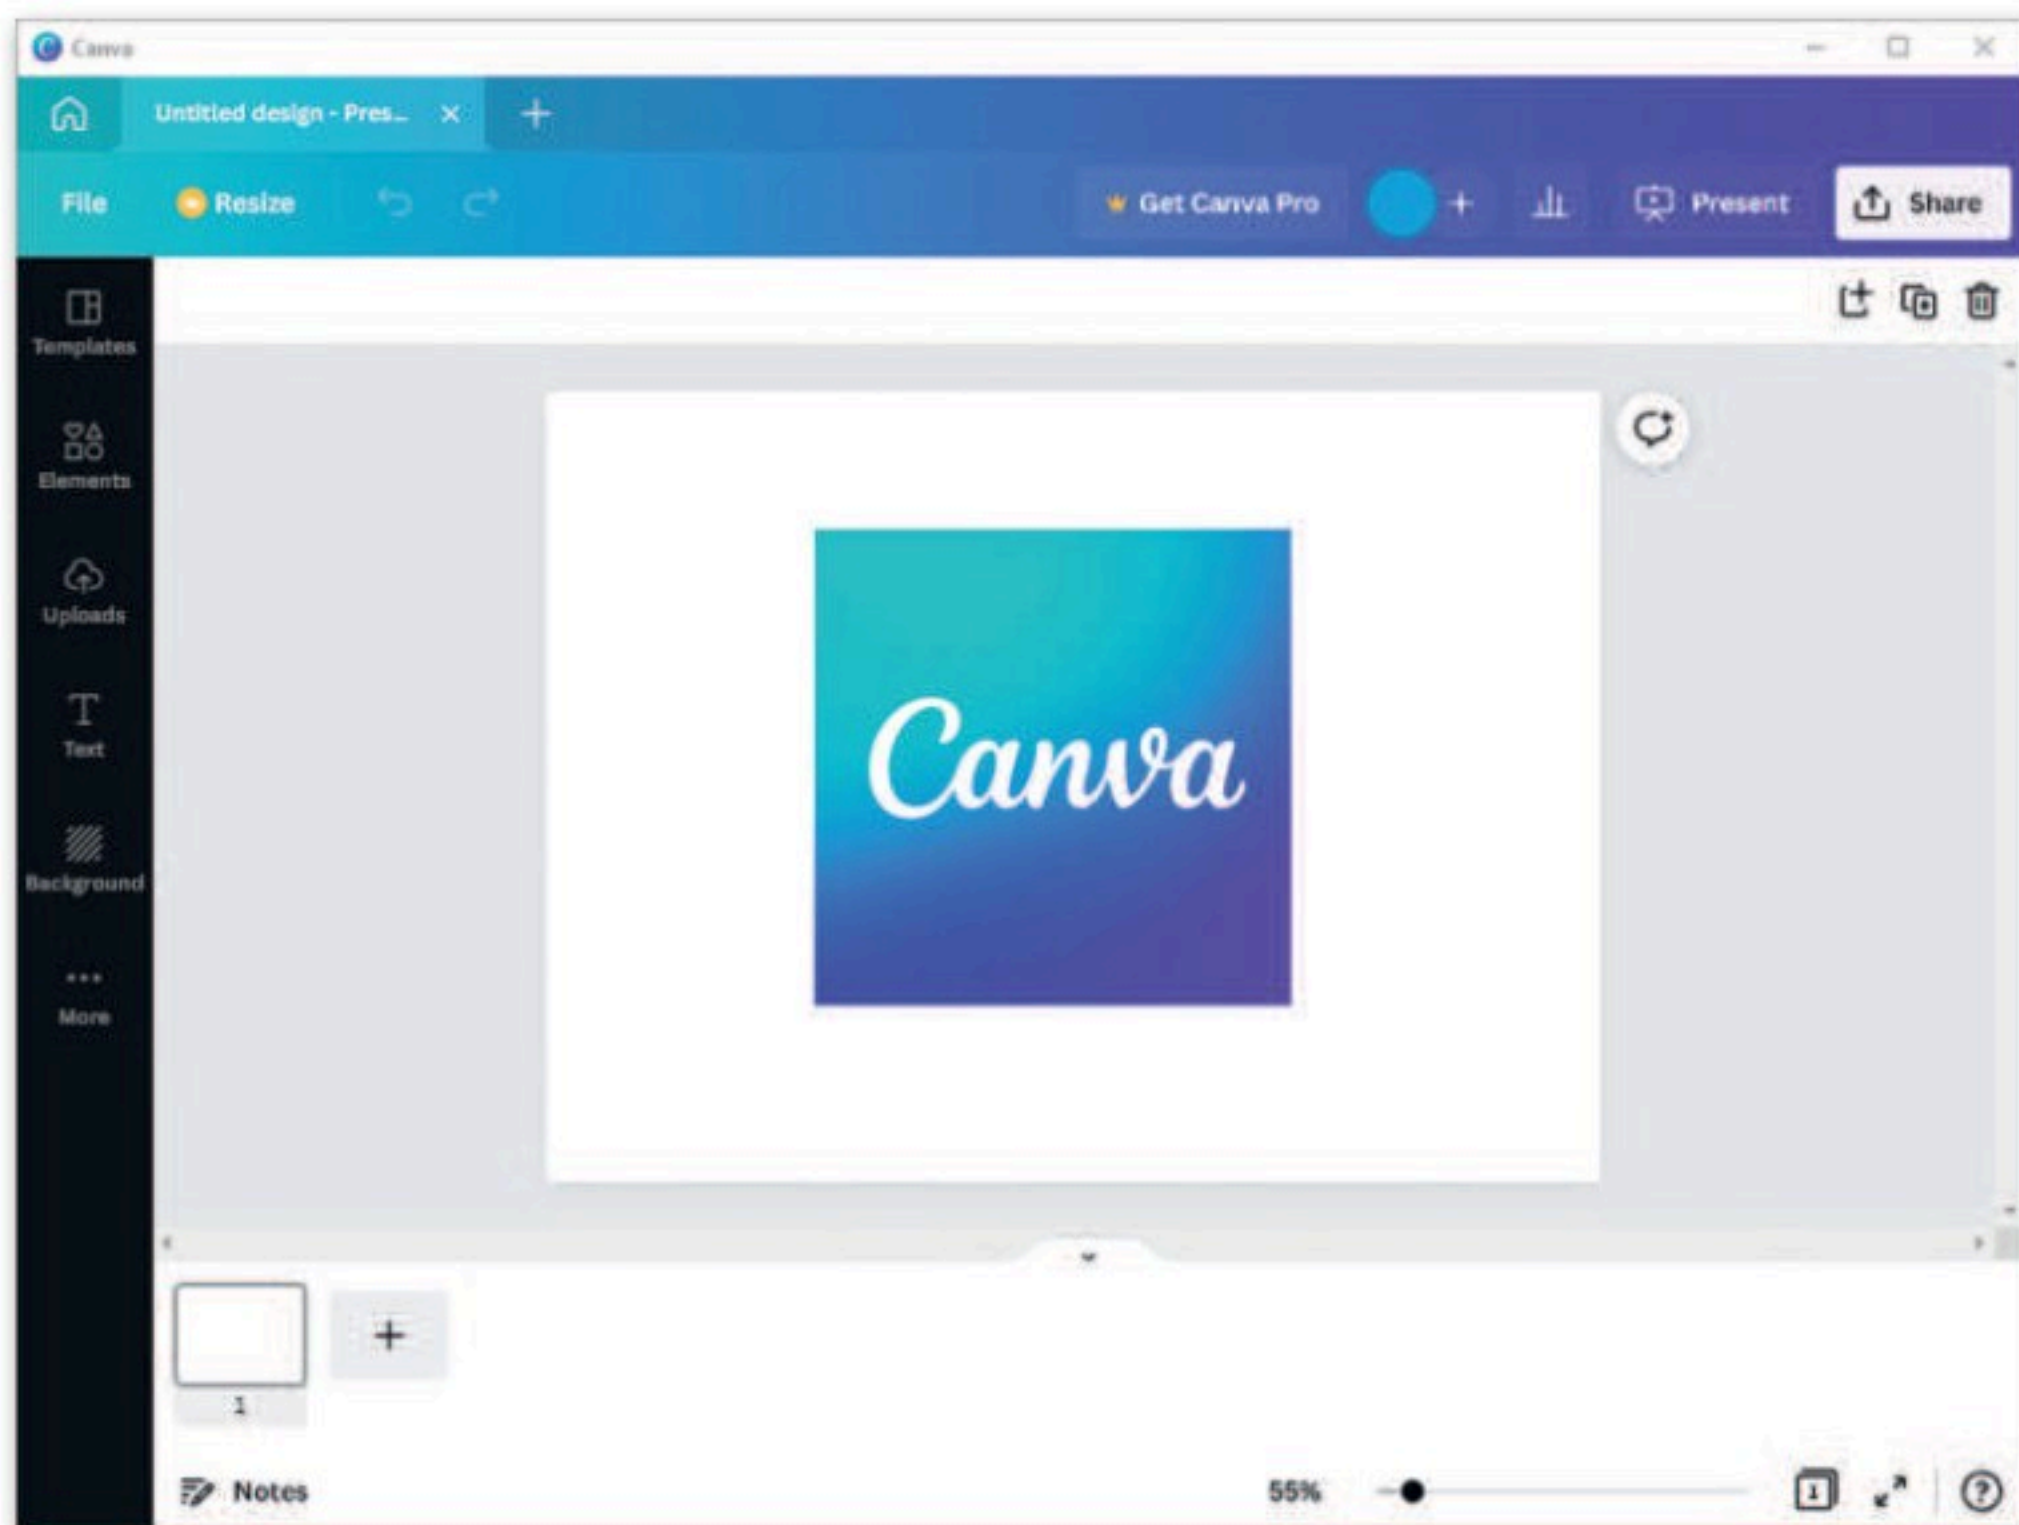 Canva
Untitled design - Pres...
File Resize Get Canva Pro Present Share
Templates
Elements
Uploads
Text
Background
More
Canva
1
Notes 55% 1